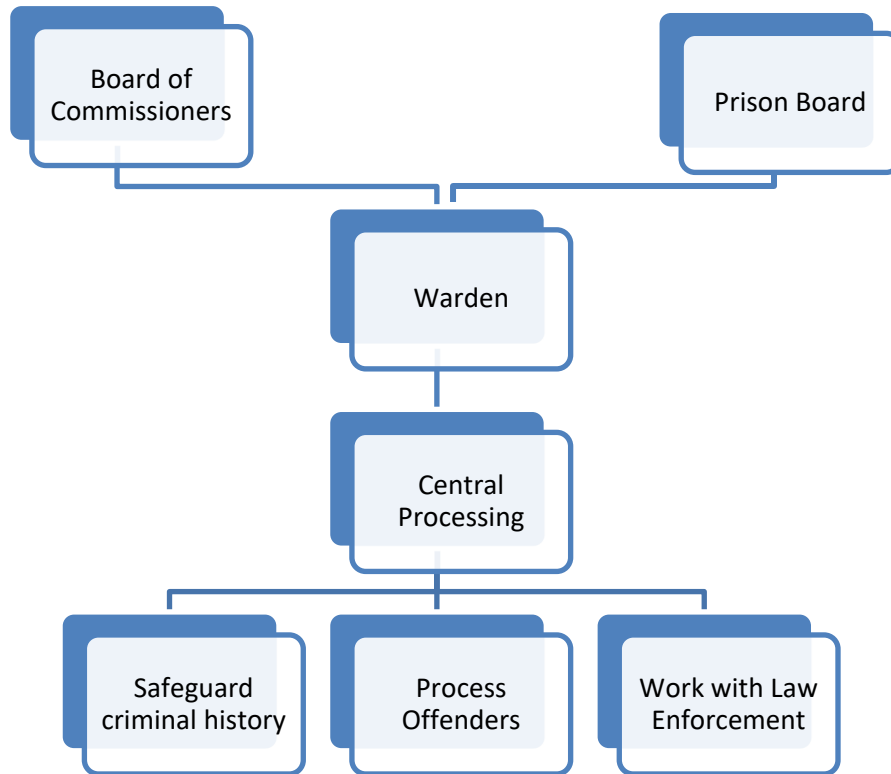 Board of
Commissioners
Prison Board
Warden
Central
Processing
Safeguard
criminal history
Process
Offenders
Work with Law
Enforcement